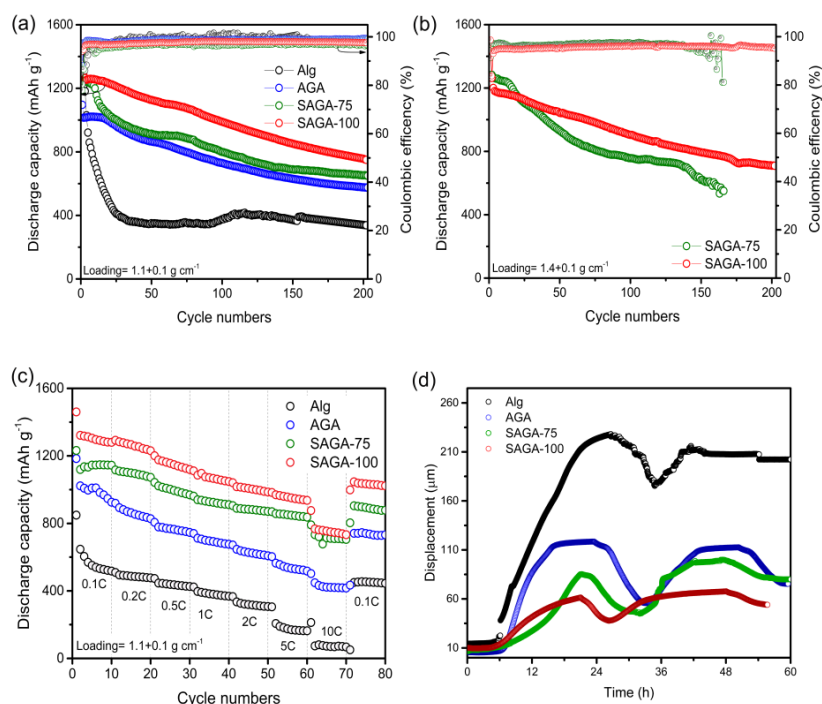 (a)
1600
1200
800
400
0
Discharge capacity (mAh g⁻¹)
Alg
AGA
SAGA-75
SAGA-100
Loading= 1.1+0.1 g cm⁻¹
0 50 100 150 200
Cycle numbers
100
80
60
40
20
0
Coulombic efficency (%)
(b)
1600
1200
800
400
0
Discharge capacity (mAh g⁻¹)
SAGA-75
SAGA-100
Loading= 1.4+0.1 g cm⁻¹
0 50 100 150 200
Cycle numbers
100
80
60
40
20
0
Coulombic efficency (%)
(c)
1600
1200
800
400
0
Discharge capacity (mAh g⁻¹)
Alg
AGA
SAGA-75
SAGA-100
0.1C 0.2C 0.5C 1C 2C 5C 10C 0.1C
Loading= 1.1+0.1 g cm⁻¹
0 10 20 30 40 50 60 70 80
Cycle numbers
(d)
260
210
160
110
60
10
Displacement (μm)
Alg
AGA
SAGA-75
SAGA-100
0 12 24 36 48 60
Time (h)